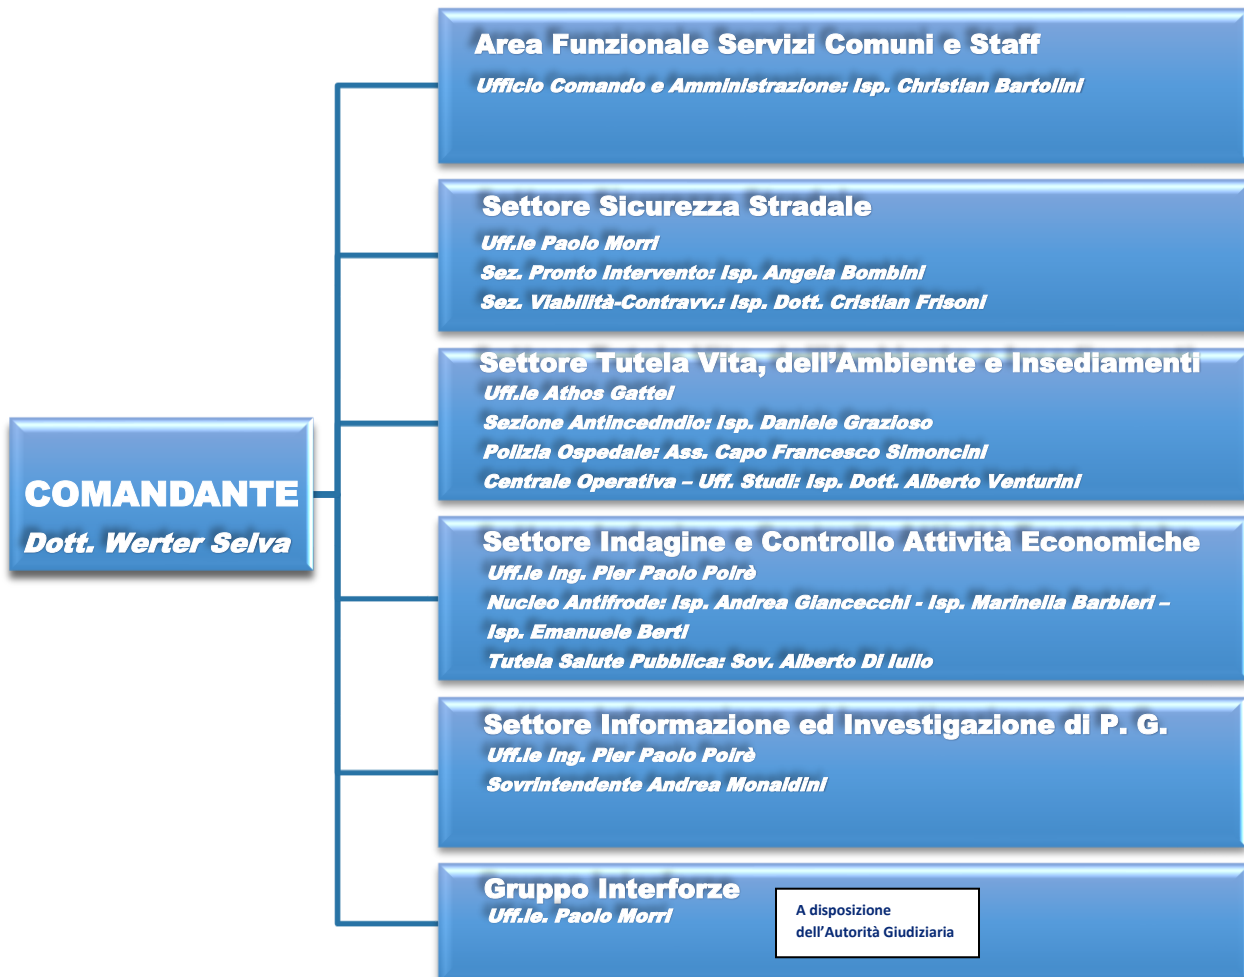 Area Funzionale Servizi Comuni e Staff
Ufficio Comando e Amministrazione: Isp. Christian Bartolini
Settore Sicurezza Stradale
Uff.le Paolo Morri
Sez. Pronto Intervento: Isp. Angela Bombini
Sez. Viabilità-Contravv.: Isp. Dott. Cristian Frisoni
Settore Tutela Vita, dell'Ambiente e Insediamenti
Uff.le Athos Gattei
Sezione Antincedndio: Isp. Daniele Grazioso
Polizia Ospedale: Ass. Capo Francesco Simoncini
Centrale Operativa – Uff. Studi: Isp. Dott. Alberto Venturini
COMANDANTE
Dott. Werter Selva
Settore Indagine e Controllo Attività Economiche
Uff.le Ing. Pier Paolo Polrè
Nucleo Antifrode: Isp. Andrea Giancecchi - Isp. Marinella Barbieri –
Isp. Emanuele Berti
Tutela Salute Pubblica: Sov. Alberto Di Iulio
Settore Informazione ed Investigazione di P. G.
Uff.le Ing. Pier Paolo Polrè
Sovrintendente Andrea Monaldini
Gruppo Interforze
Uff.le. Paolo Morri
A disposizione
dell'Autorità Giudiziaria